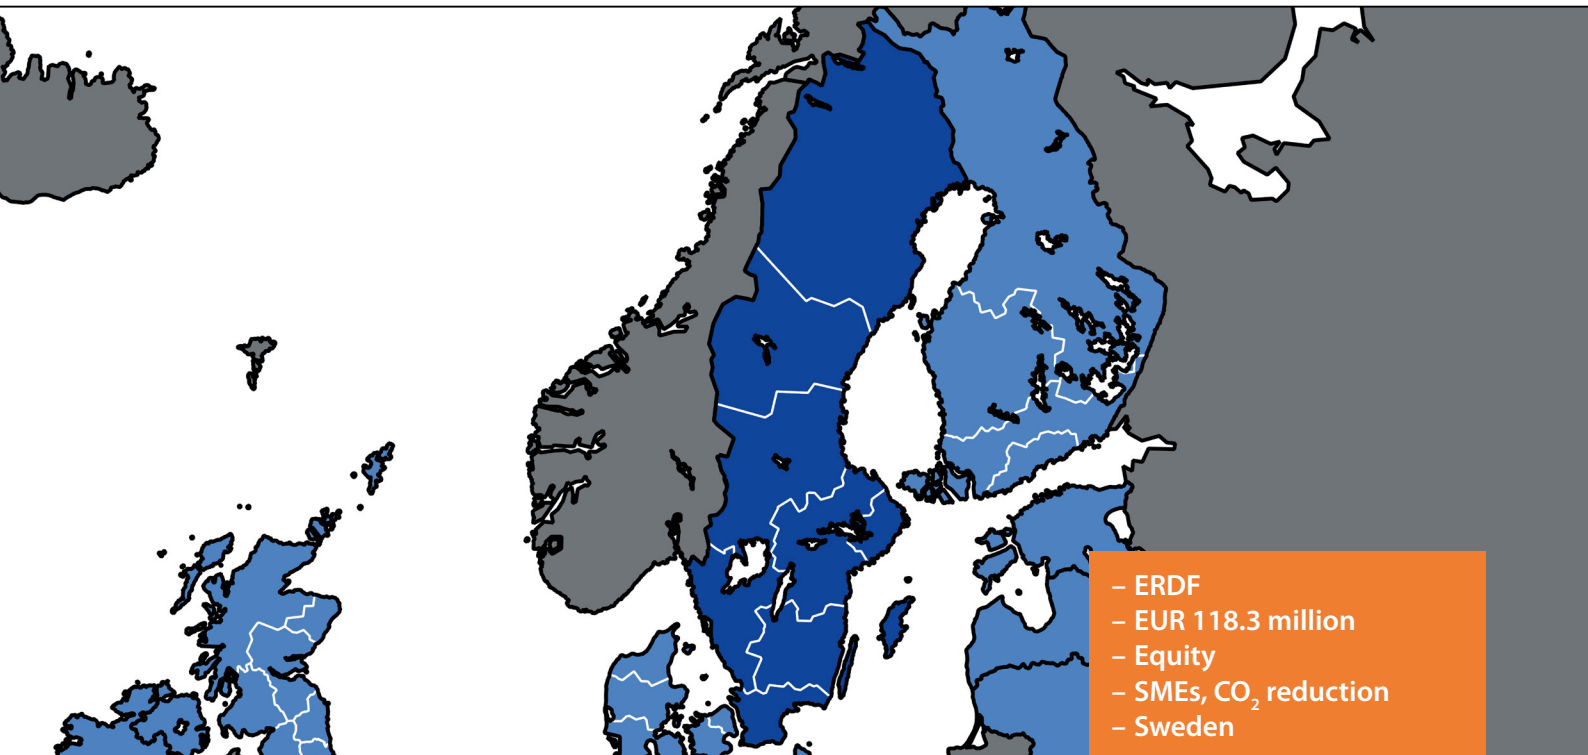 – ERDF
– EUR 118.3 million
– Equity
– SMEs, CO₂ reduction
– Sweden